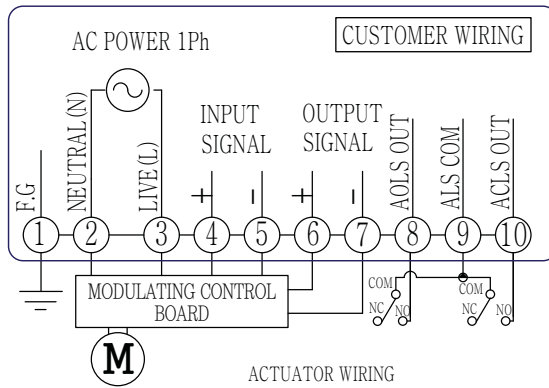 AC POWER 1Ph
CUSTOMER WIRING
F.G
NEUTRAL(N)
LIVE(L)
INPUT
SIGNAL
OUTPUT
SIGNAL
AOLS OUT
ALS COM
ACLS OUT
+
-
+
-
1
2
3
4
5
6
7
8
9
10
MODULATING CONTROL
BOARD
COM
NC
NO
COM
NC
NO
M
ACTUATOR WIRING